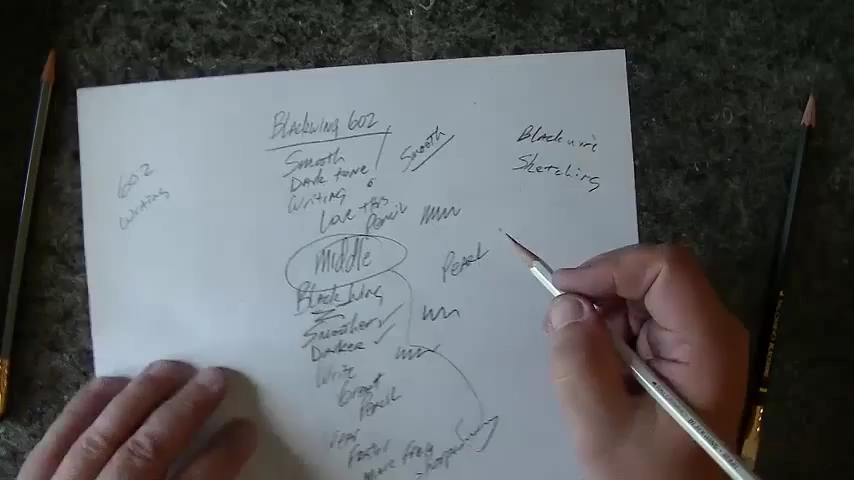 602
Writing
Blackwing 602
Smooth
Dark tone
Writing
Love this
Pencil
Smooth
Middle
Pearl
Blackwing
Smoother
Darker
Write
Great
Pencil
Faster
more freq
sharpening
Sketching
BLACKWING